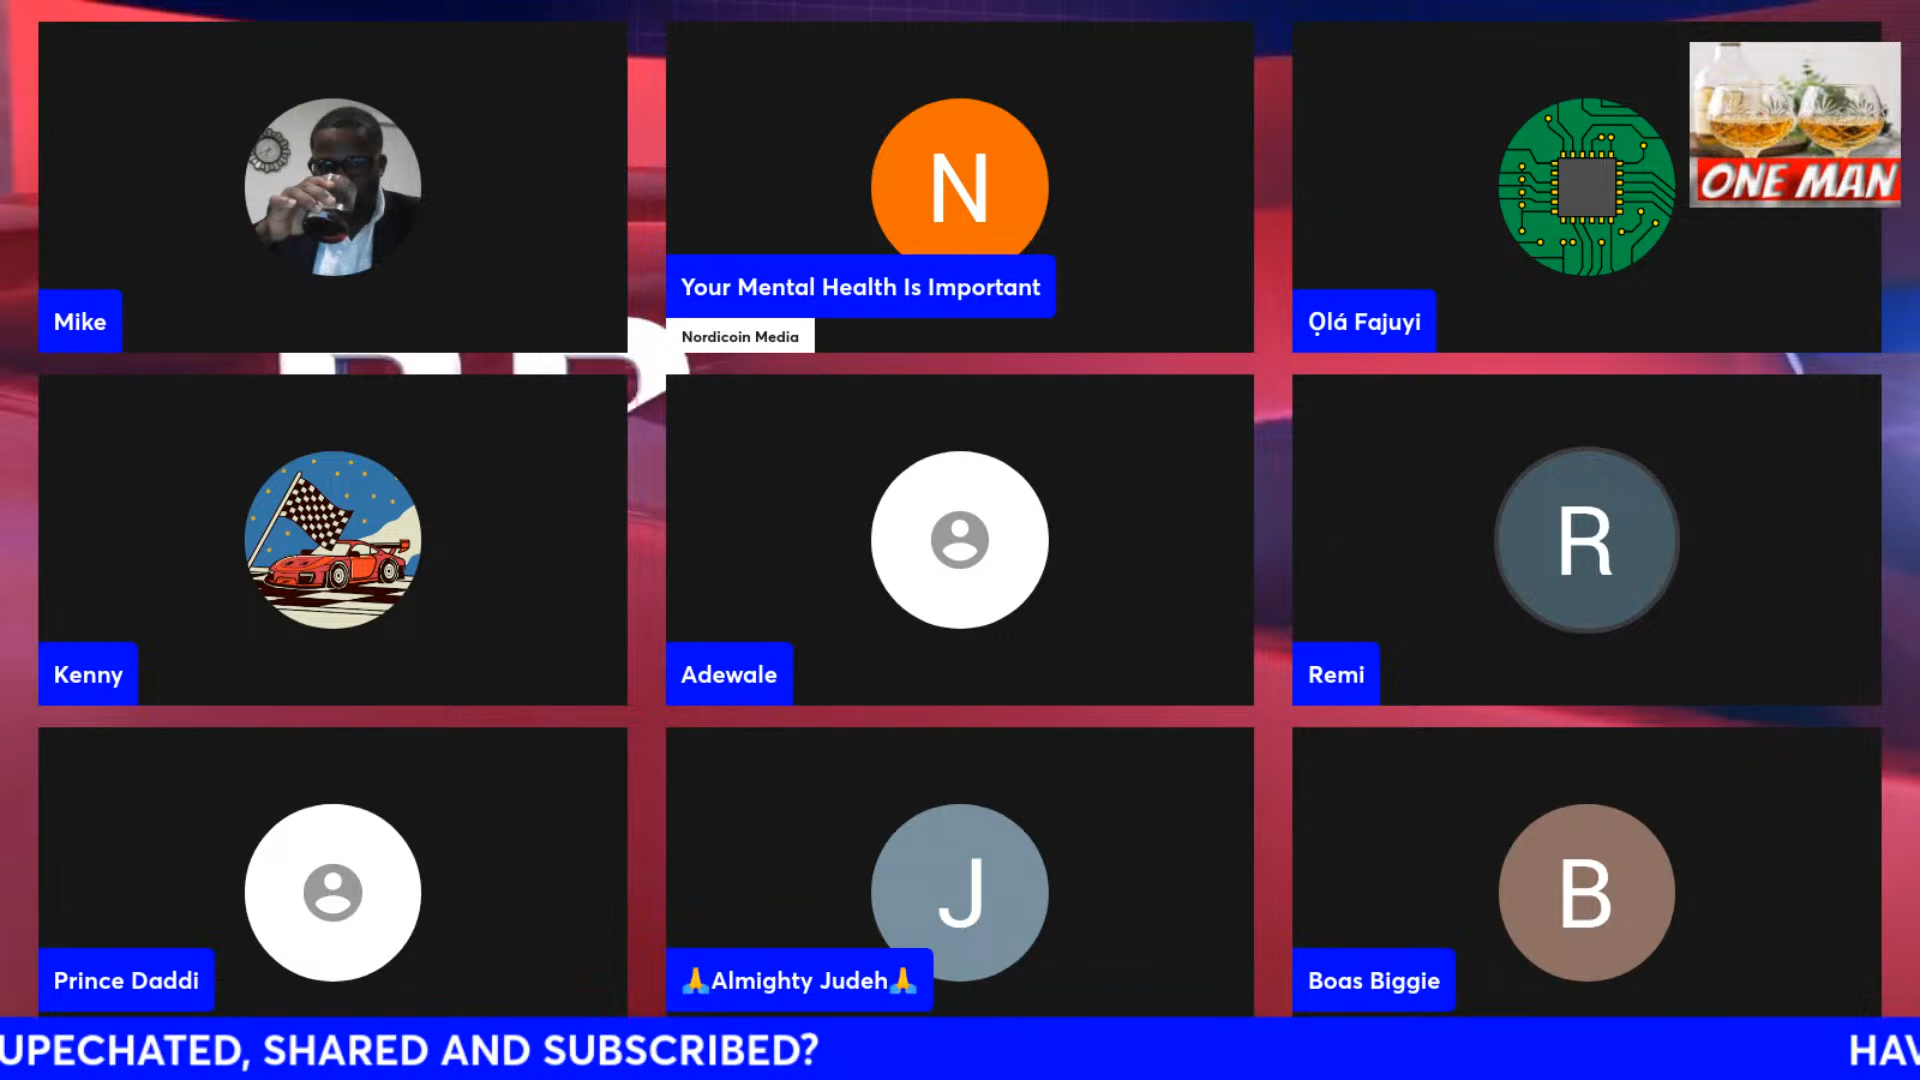 N
ONE MAN
Mike
Your Mental Health Is Important
Nordicoin Media
Ọlá Fajuyi
R
Kenny
Adewale
Remi
J
B
Prince Daddi
🙏Almighty Judeh🙏
Boas Biggie
UPECHATED, SHARED AND SUBSCRIBED?
HAV